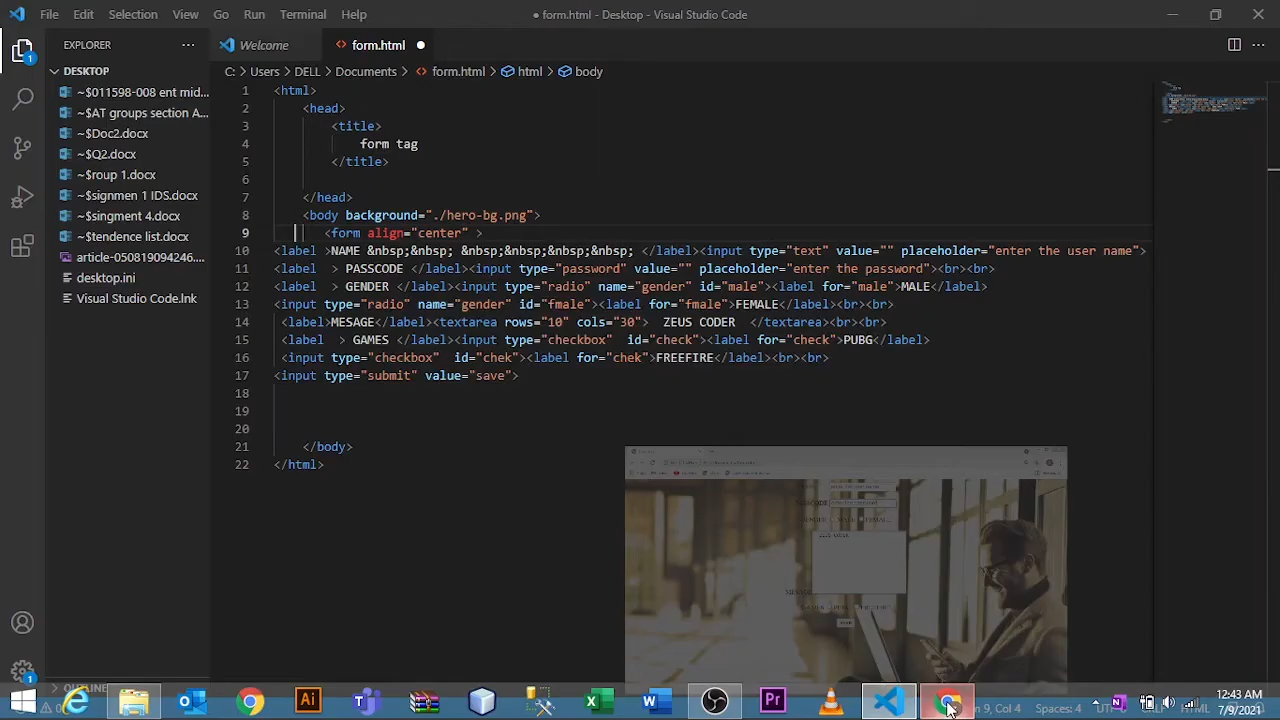 File Edit Selection View Go Run Terminal Help
● form.html - Desktop - Visual Studio Code
EXPLORER
Welcome
form.html
DESKTOP
C: > Users > DELL > Documents > form.html > html > body
~$011598-008 ent mid...
~$AT groups section A...
~$Doc2.docx
~$Q2.docx
~$roup 1.docx
~$signmen 1 IDS.docx
~$singment 4.docx
~$tendence list.docx
article-050819094246....
desktop.ini
Visual Studio Code.lnk
1 <html>
2 <head>
3 <title>
4 form tag
5 </title>
6
7 </head>
8 <body background="./hero-bg.png">
9 <form align="center" >
10 <label >NAME &nbsp;&nbsp; &nbsp;&nbsp;&nbsp;&nbsp; </label><input type="text" value="" placeholder="enter the user name">
11 <label > PASSCODE </label><input type="password" value="" placeholder="enter the password"><br><br>
12 <label > GENDER </label><input type="radio" name="gender" id="male"><label for="male">MALE</label>
13 <input type="radio" name="gender" id="fmale"><label for="fmale">FEMALE</label><br><br>
14 <label>MESAGE</label><textarea rows="10" cols="30"> ZEUS CODER </textarea><br><br>
15 <label > GAMES </label><input type="checkbox" id="check"><label for="check">PUBG</label>
16 <input type="checkbox" id="chek"><label for="chek">FREEFIRE</label><br><br>
17 <input type="submit" value="save">
18
19
20
21 </body>
22 </html>
OUTLINE
n 9, Col 4 Spaces: 4 UT ML
12:43 AM
7/9/2021